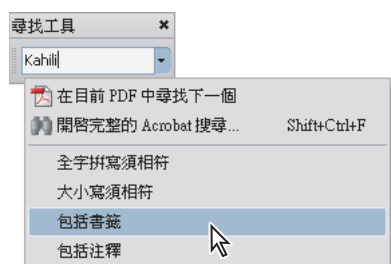 尋找工具
Kahili
在目前 PDF 中尋找下一個
開啓完整的 Acrobat 搜尋... Shift+Ctrl+F
全字拼寫須相符
大小寫須相符
包括書籤
包括注釋